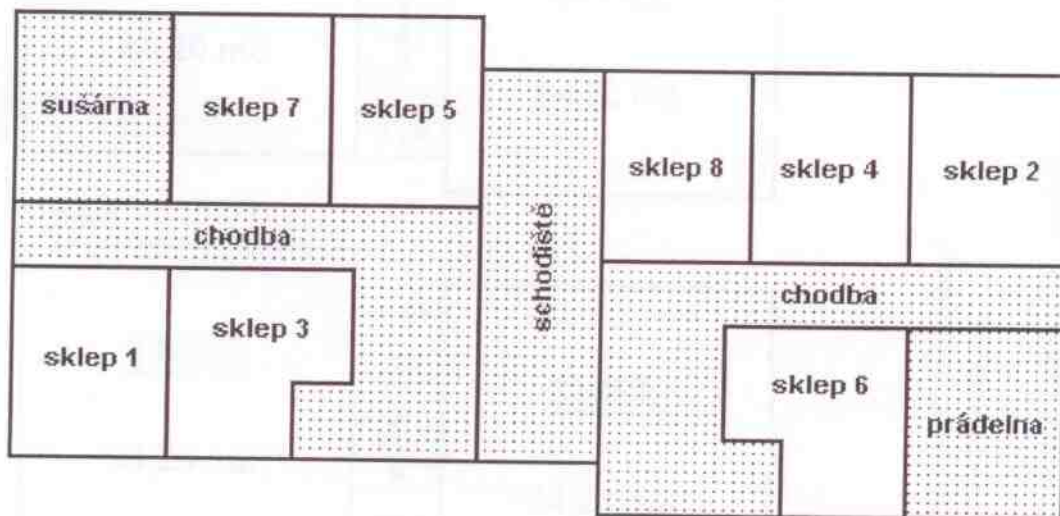 sušárna
sklep 7
sklep 5
chodba
sklep 1
sklep 3
schodiště
sklep 8
sklep 4
sklep 2
chodba
sklep 6
prádelna